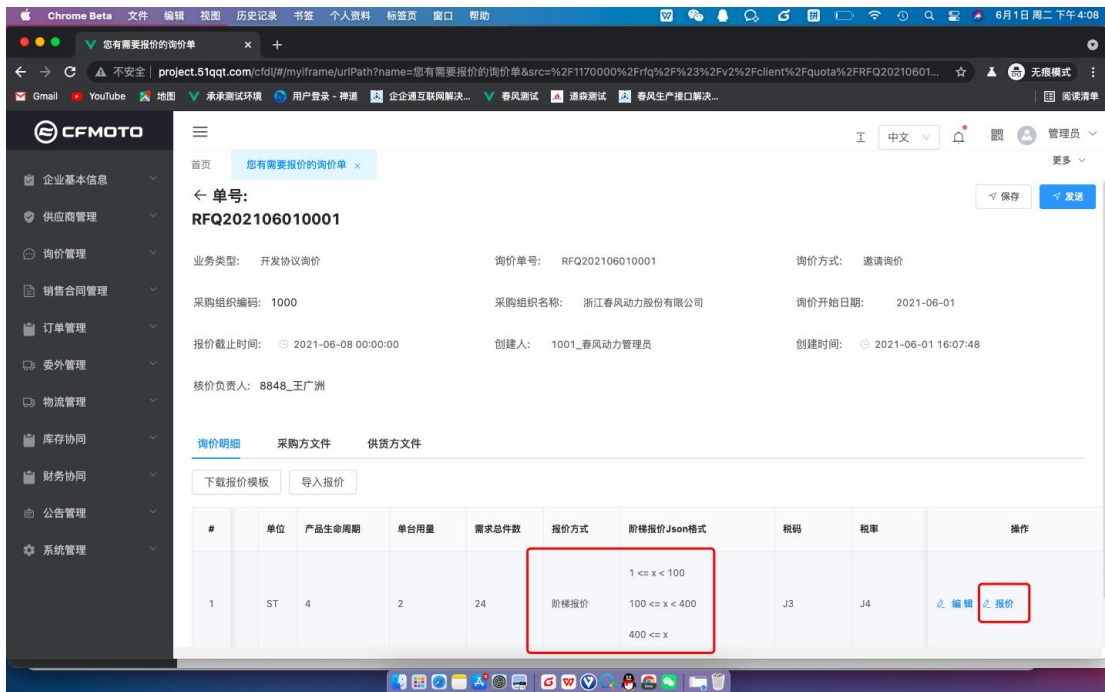 Chrome Beta 文件 编辑 视图 历史记录 书签 个人资料 标签页 窗口 帮助 6月1日 周二 下午4:08
您有需要报价的询价单
不安全 | project.51qqt.com/cfdl/#/myiframe/urlPath?name=您有需要报价的询价单&src=%2F1170000%2Frfq%2F%23%2Fv2%2Fclient%2Fquota%2FRFQ20210601... 无痕模式
Gmail YouTube 地图 承承测试环境 用户登录 - 禅道 企企通互联网解决... 春风测试 道森测试 春风生产接口解决... 阅读清单
CFMOTO
中文 管理员
首页 您有需要报价的询价单 更多
企业基本信息
供应商管理
询价管理
销售合同管理
订单管理
委外管理
物流管理
库存协同
财务协同
公告管理
系统管理
单号:
RFQ202106010001
保存 发送
业务类型: 开发协议询价 询价单号: RFQ202106010001 询价方式: 邀请询价
采购组织编码: 1000 采购组织名称: 浙江春风动力股份有限公司 询价开始日期: 2021-06-01
报价截止时间: 2021-06-08 00:00:00 创建人: 1001_春风动力管理员 创建时间: 2021-06-01 16:07:48
核价负责人: 8848_王广洲
询价明细 采购方文件 供货方文件
下载报价模板 导入报价
# 单位 产品生命周期 单台用量 需求总件数 报价方式 阶梯报价Json格式 税码 税率 操作
1 <= x < 100
1 ST 4 2 24 阶梯报价 100 <= x < 400 J3 J4 编辑 报价
400 <= x